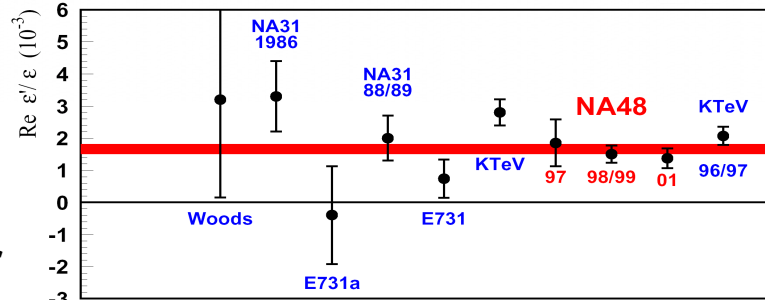 Re ε'/ε (10⁻³)
6
5
4
3
2
1
0
-1
-2
-3
NA31
1986
NA31
88/89
NA48
KTeV
KTeV
97
98/99
01
96/97
Woods
E731
E731a